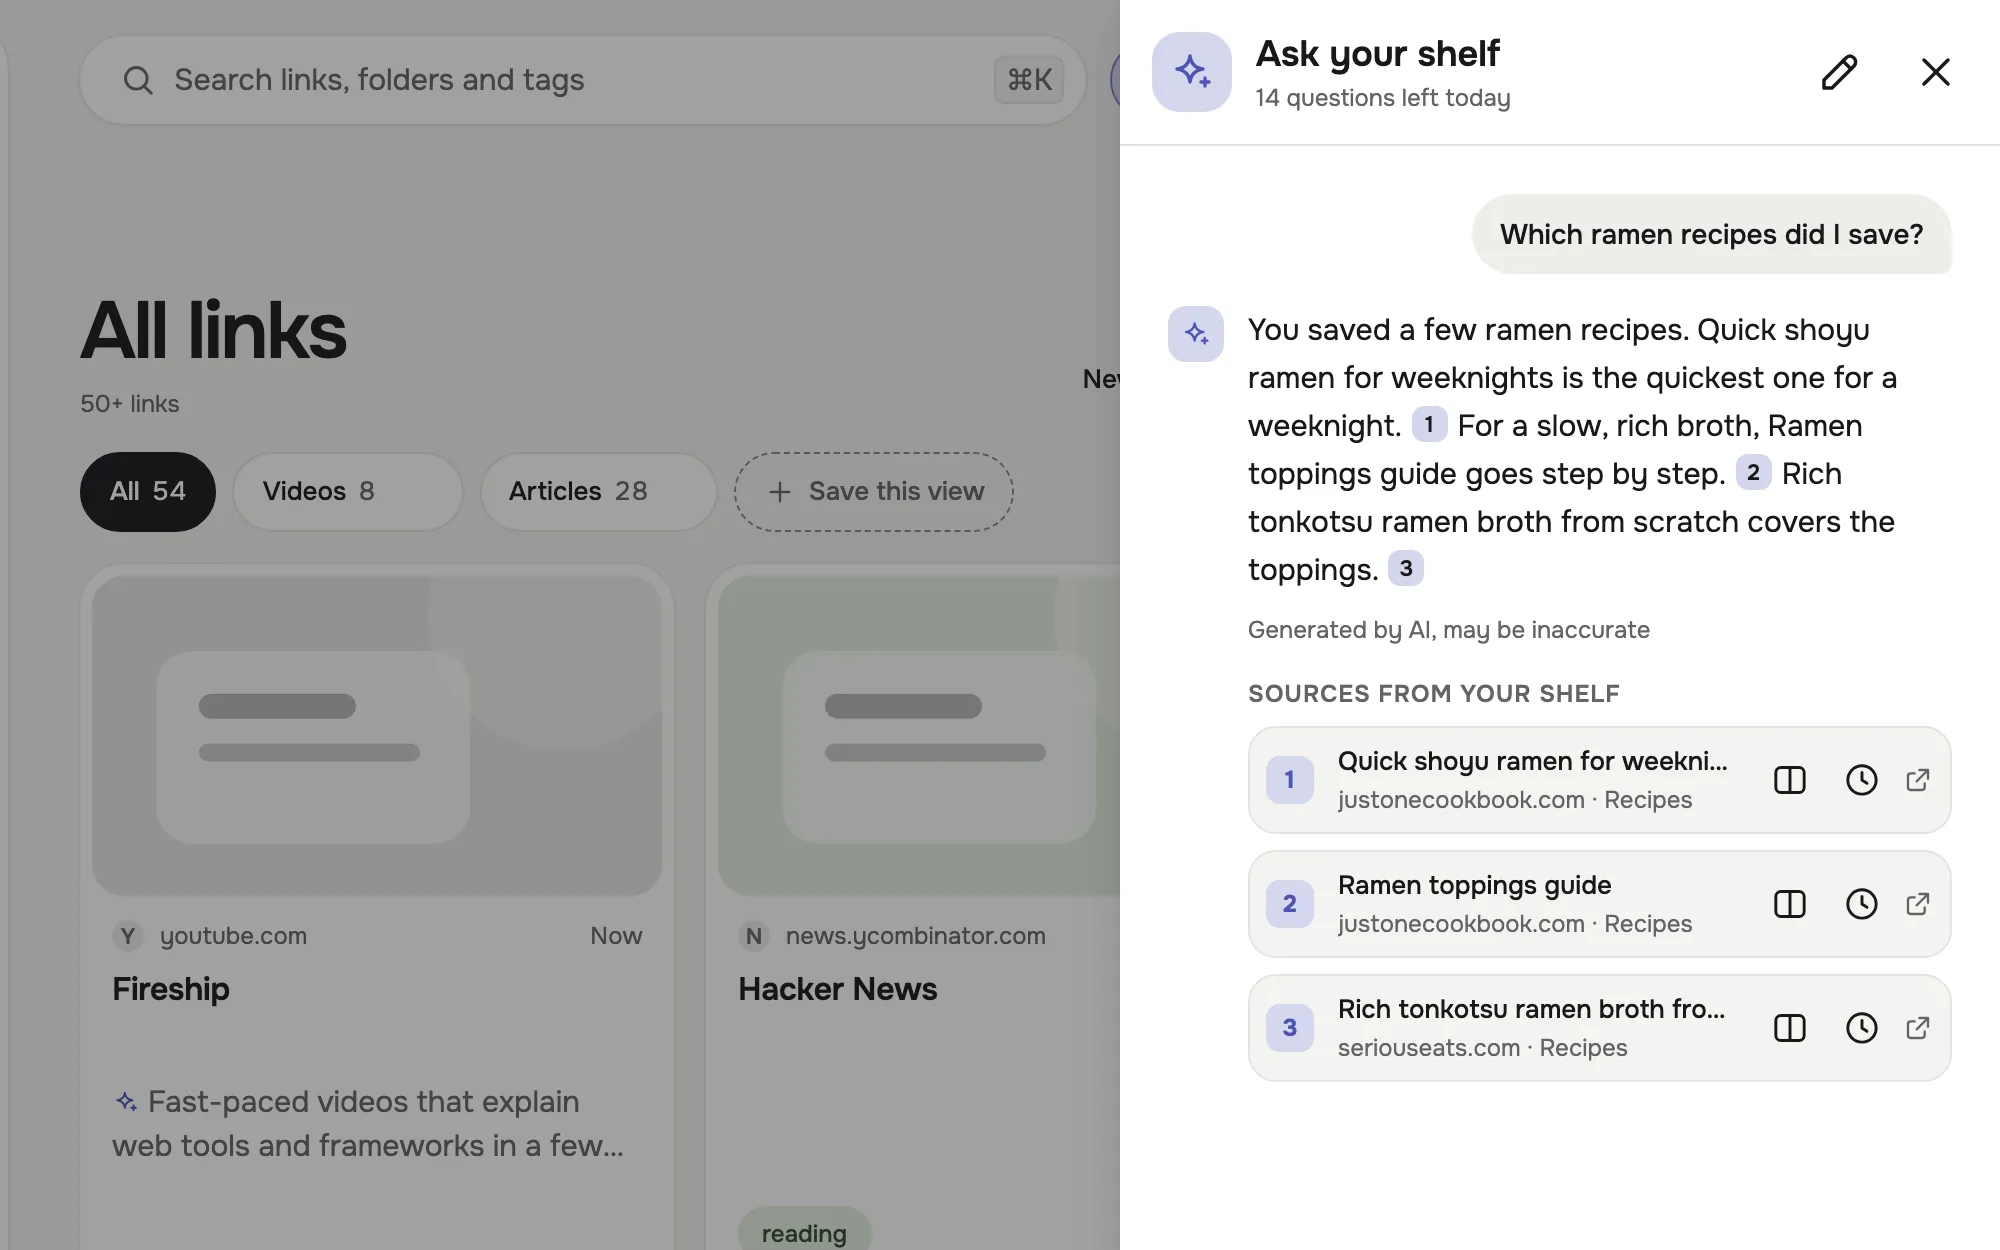 Search links, folders and tags
⌘K
All links
50+ links
All 54
Videos 8
Articles 28
+ Save this view
Y youtube.com
Now
Fireship
Fast-paced videos that explain
web tools and frameworks in a few...
N news.ycombinator.com
Hacker News
reading
Ask your shelf
14 questions left today
Which ramen recipes did I save?
You saved a few ramen recipes. Quick shoyu
ramen for weeknights is the quickest one for a
weeknight. 1 For a slow, rich broth, Ramen
toppings guide goes step by step. 2 Rich
tonkotsu ramen broth from scratch covers the
toppings. 3
Generated by AI, may be inaccurate
SOURCES FROM YOUR SHELF
1
Quick shoyu ramen for weekni...
justonecookbook.com · Recipes
2
Ramen toppings guide
justonecookbook.com · Recipes
3
Rich tonkotsu ramen broth fro...
seriouseats.com · Recipes